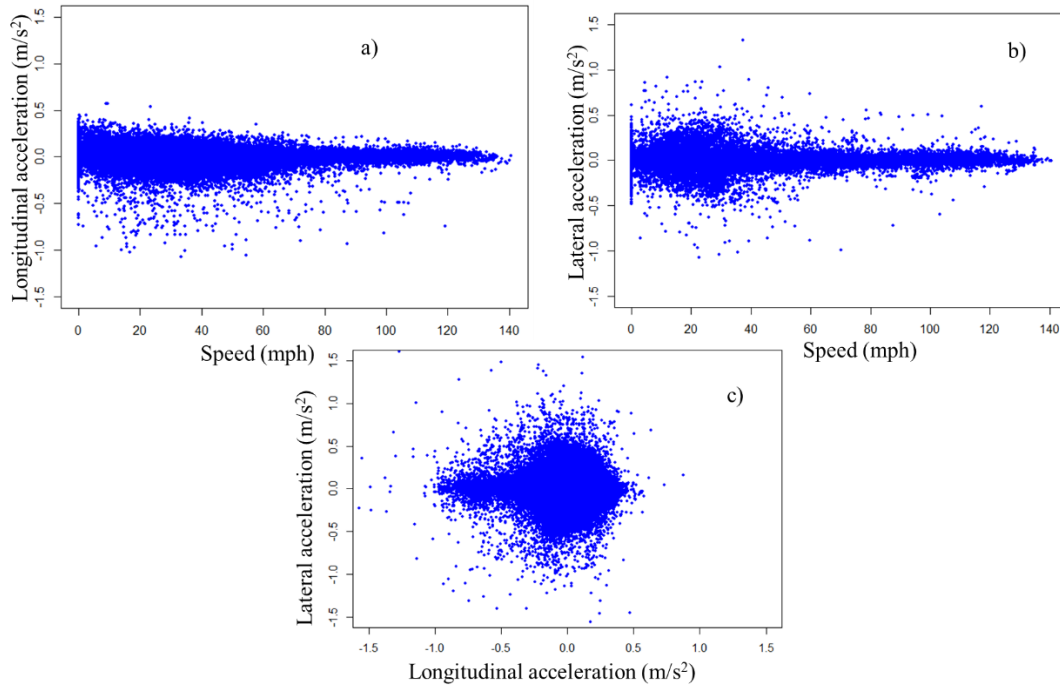 a)
Longitudinal acceleration (m/s²)
1.5
1.0
0.5
0.0
-0.5
-1.0
-1.5
0 20 40 60 80 100 120 140
Speed (mph)
b)
Lateral acceleration (m/s²)
1.5
1.0
0.5
0.0
-0.5
-1.0
-1.5
0 20 40 60 80 100 120 140
Speed (mph)
c)
Lateral acceleration (m/s²)
1.5
1.0
0.5
0.0
-0.5
-1.0
-1.5
-1.5 -1.0 -0.5 0.0 0.5 1.0 1.5
Longitudinal acceleration (m/s²)